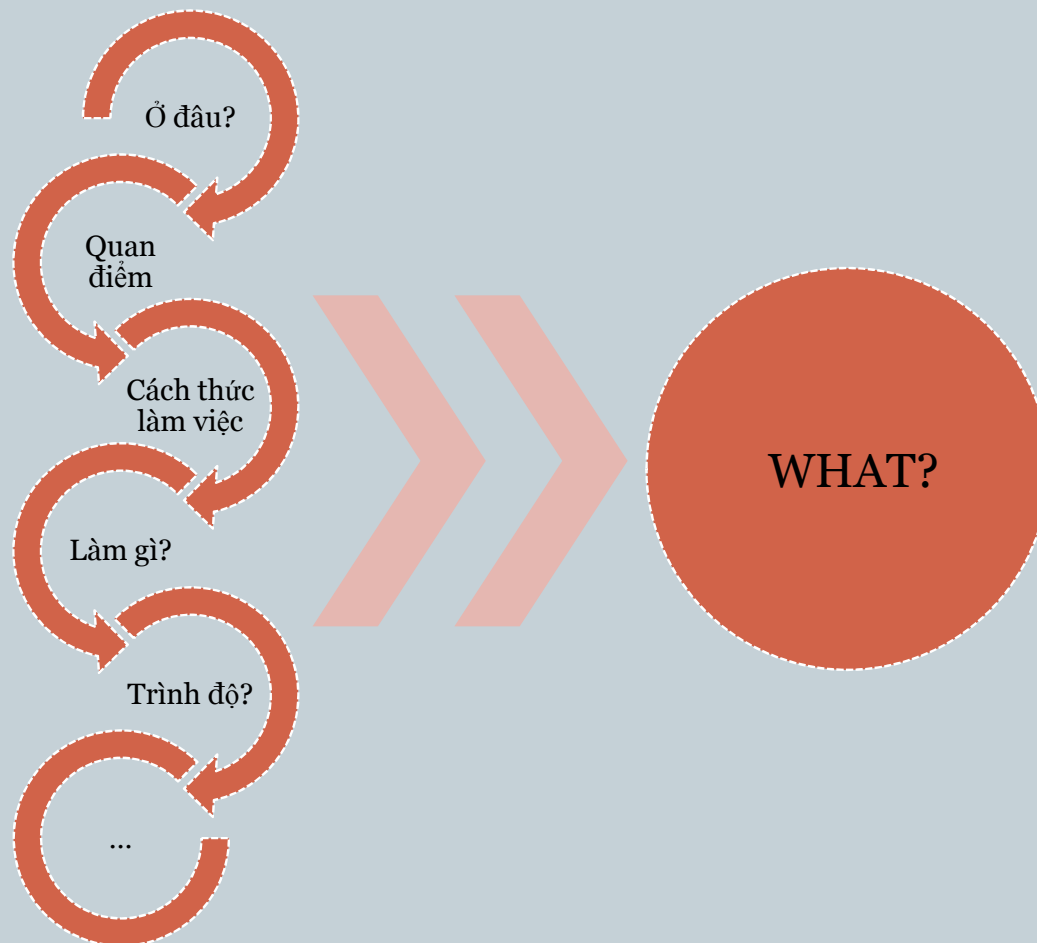 Ở đâu?
Quan
điểm
Cách thức
làm việc
Làm gì?
Trình độ?
...
WHAT?